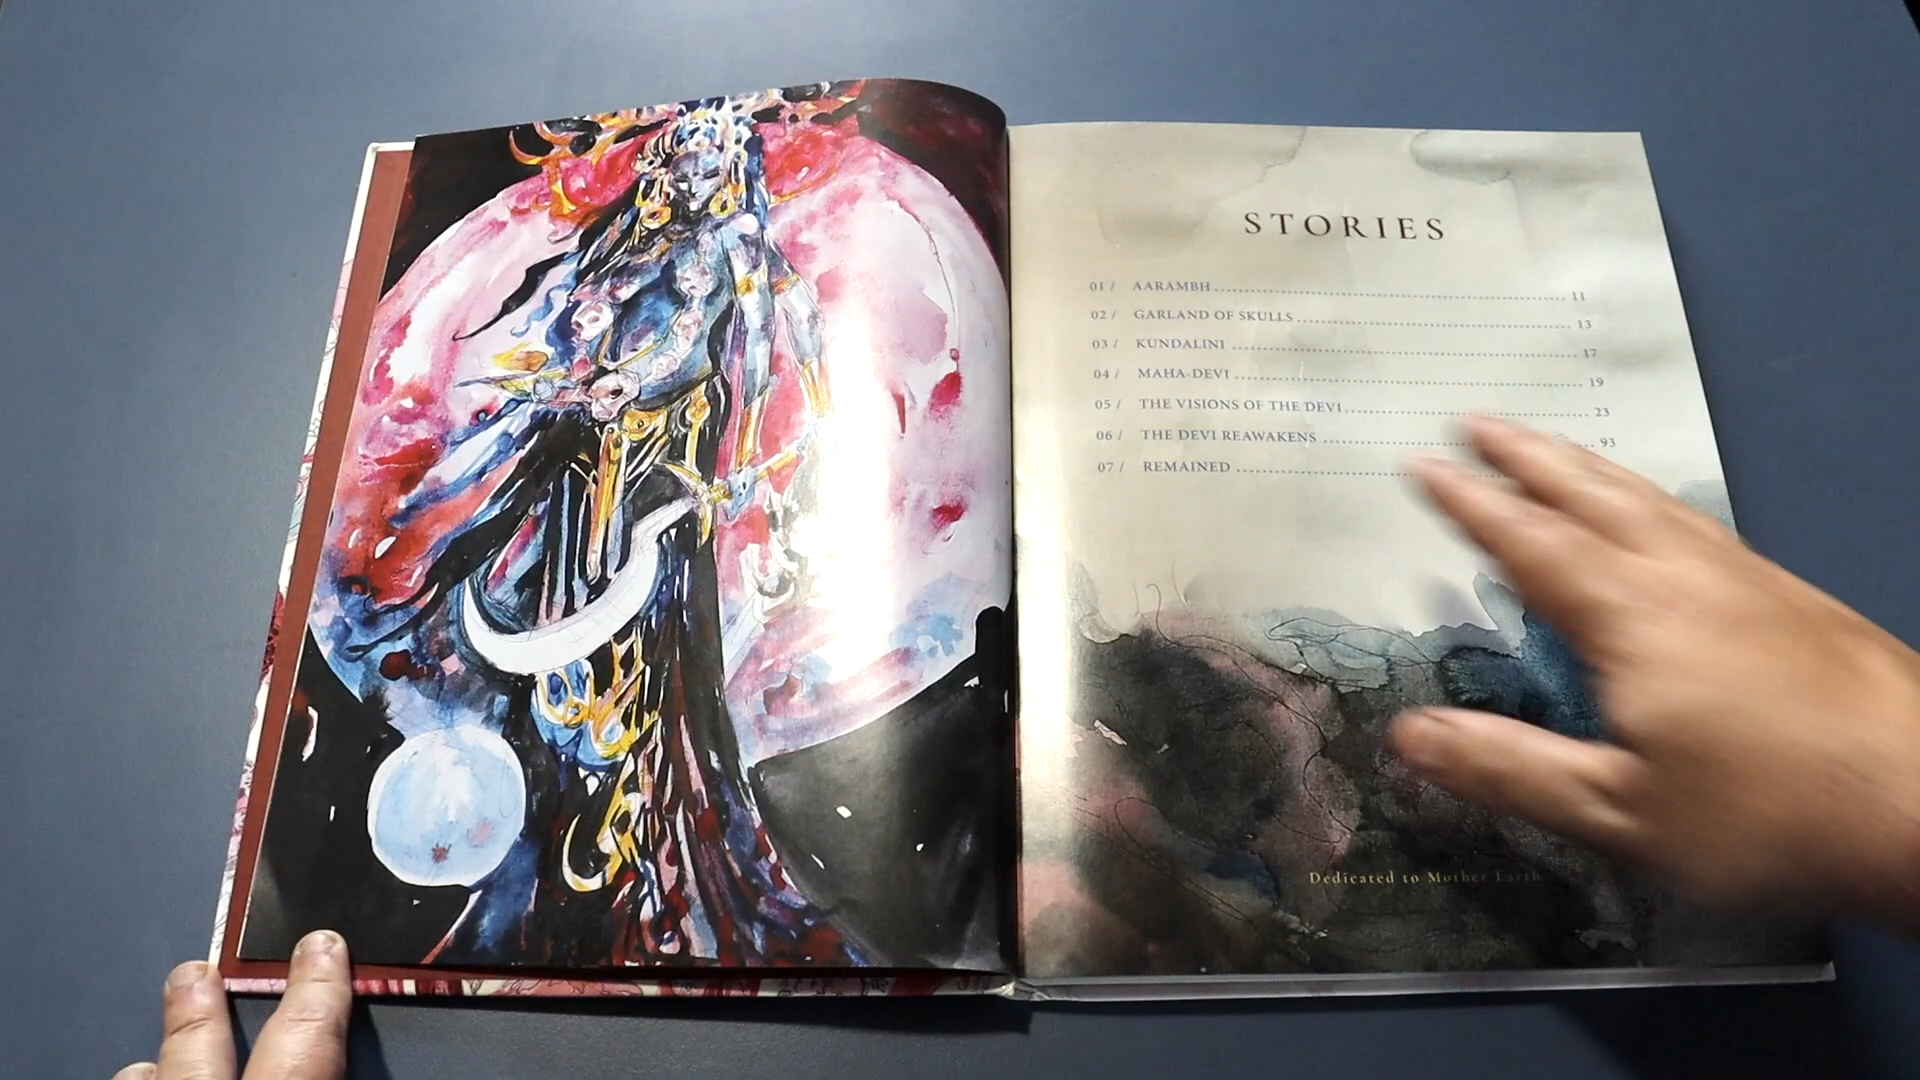 STORIES
01 / AARAMBH ........ 11
02 / GARLAND OF SKULLS ........ 13
03 / KUNDALINI ........ 17
04 / MAHA-DEVI ........ 19
05 / THE VISIONS OF THE DEVI ........ 23
06 / THE DEVI REAWAKENS ........ 93
07 / REMAINED ........
Dedicated to Mother Earth